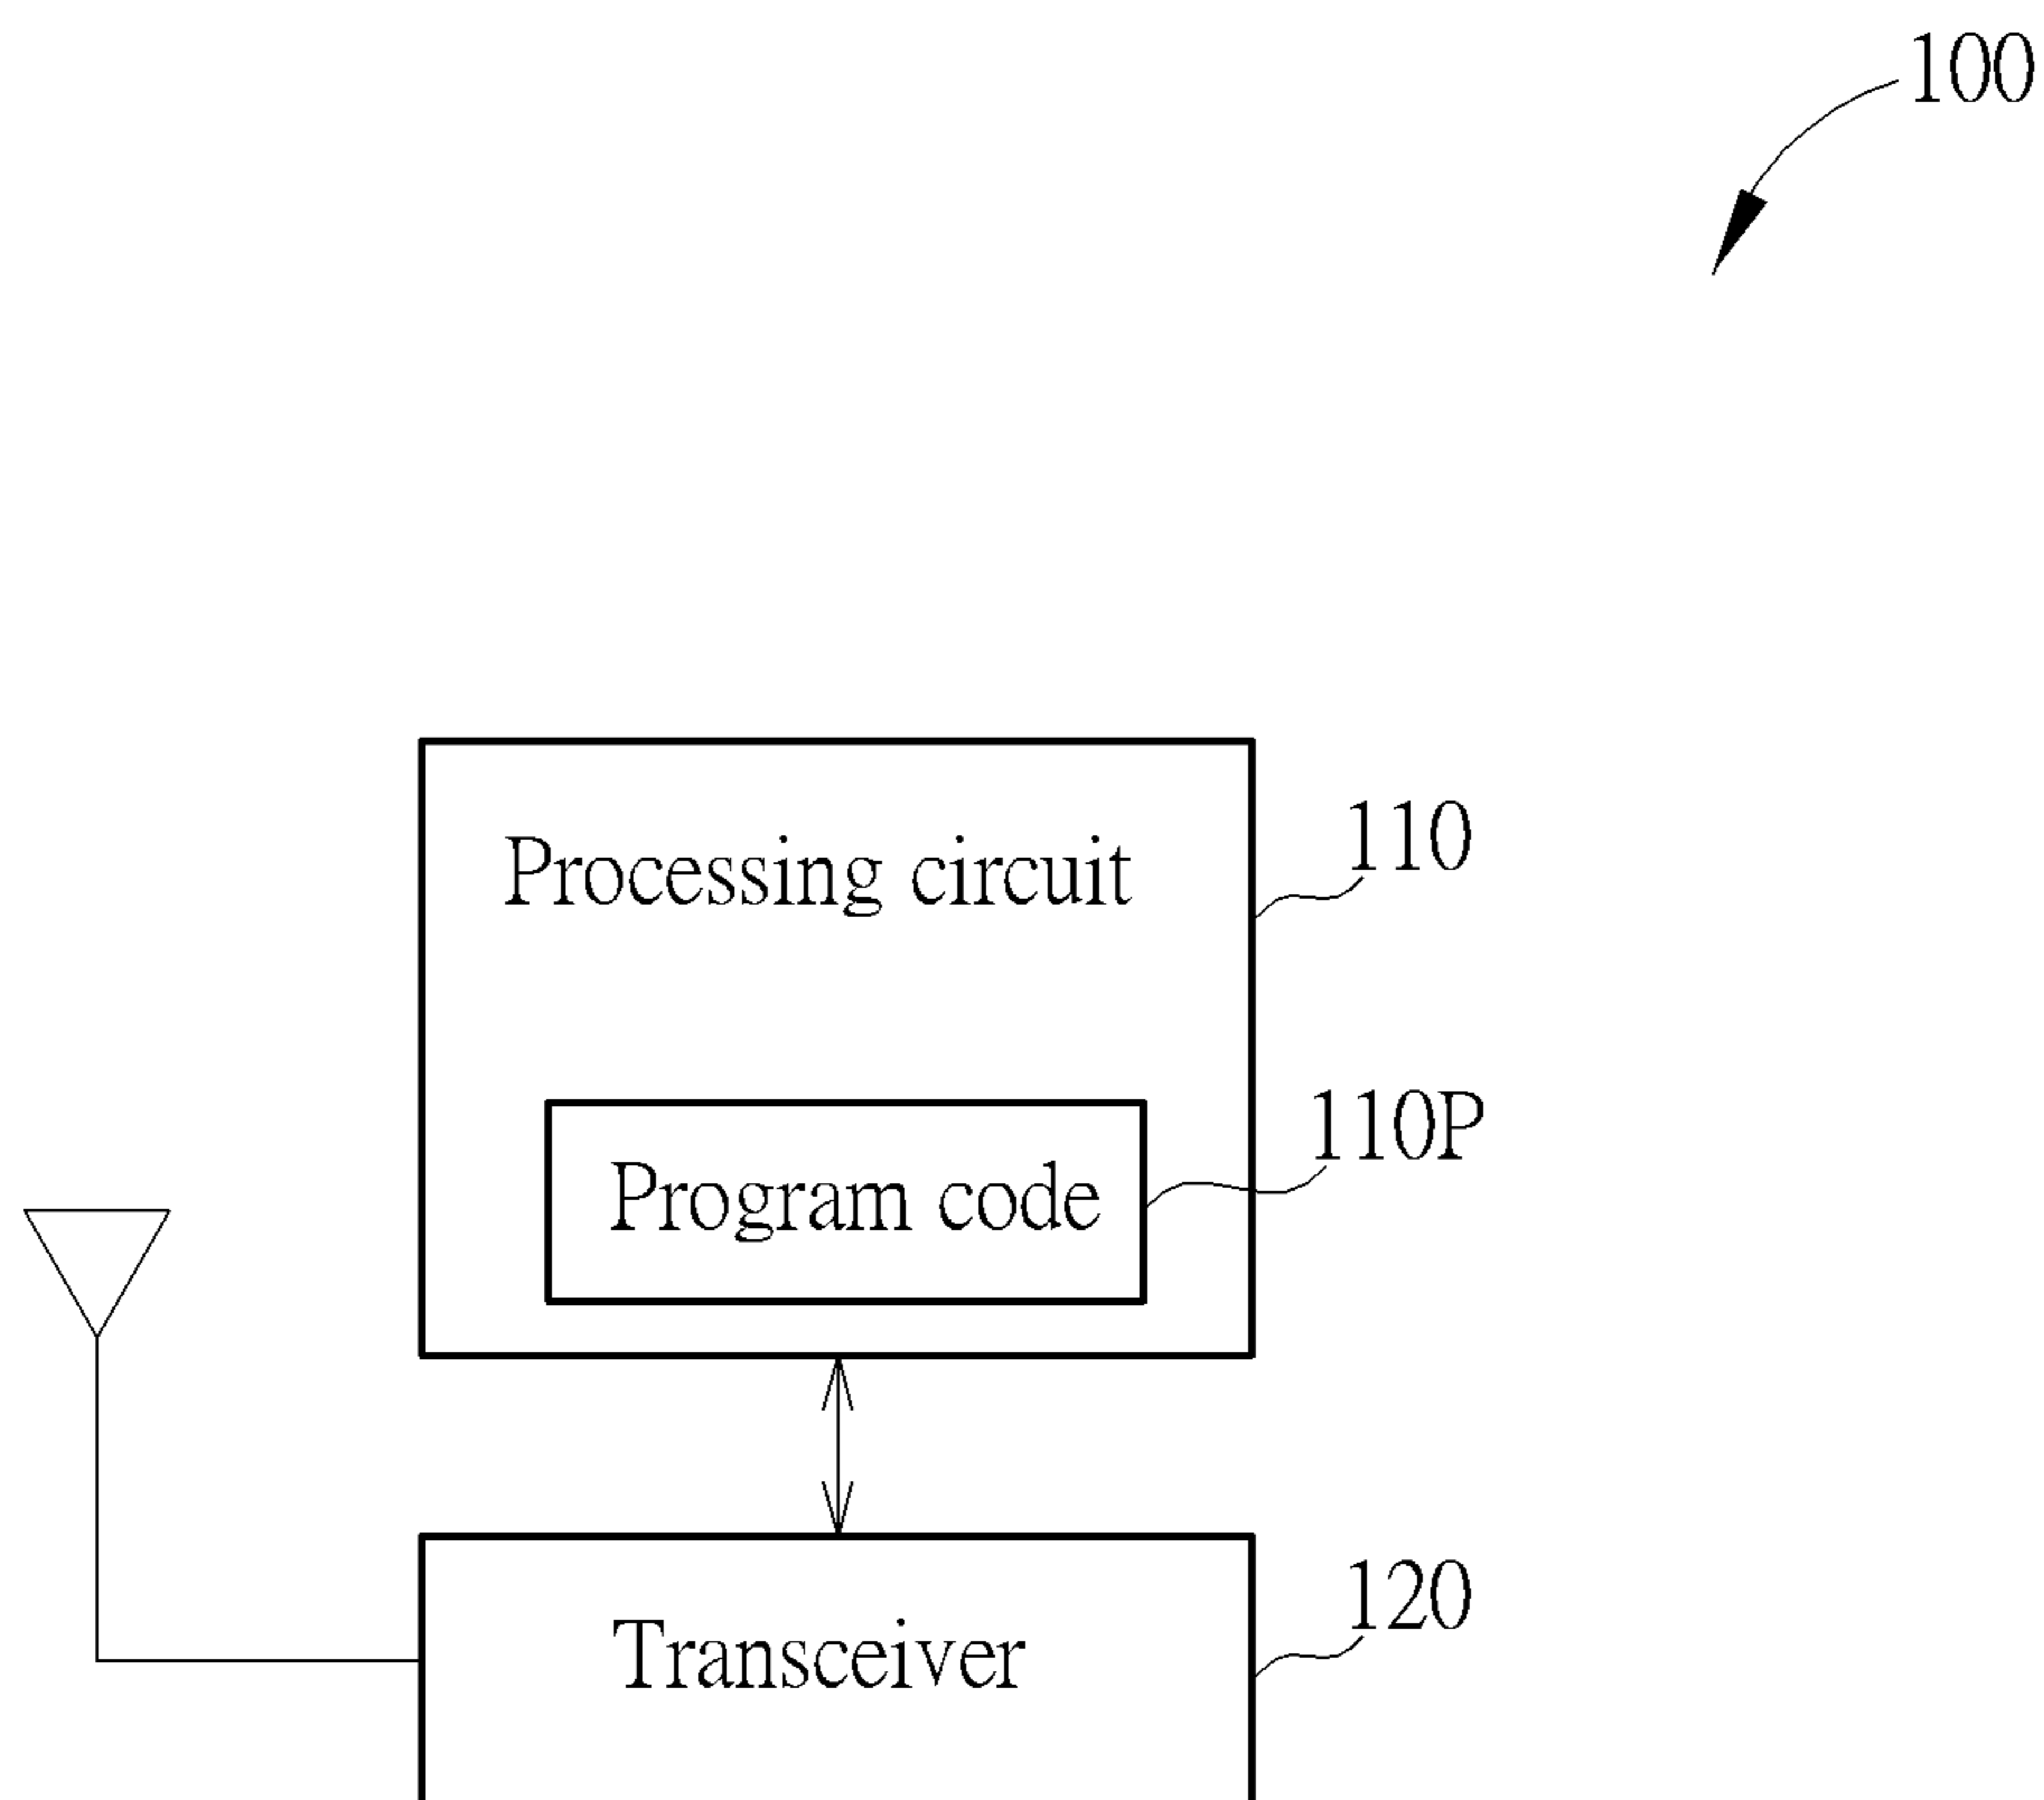 100
Processing circuit
110
110P
Program code
120
Transceiver